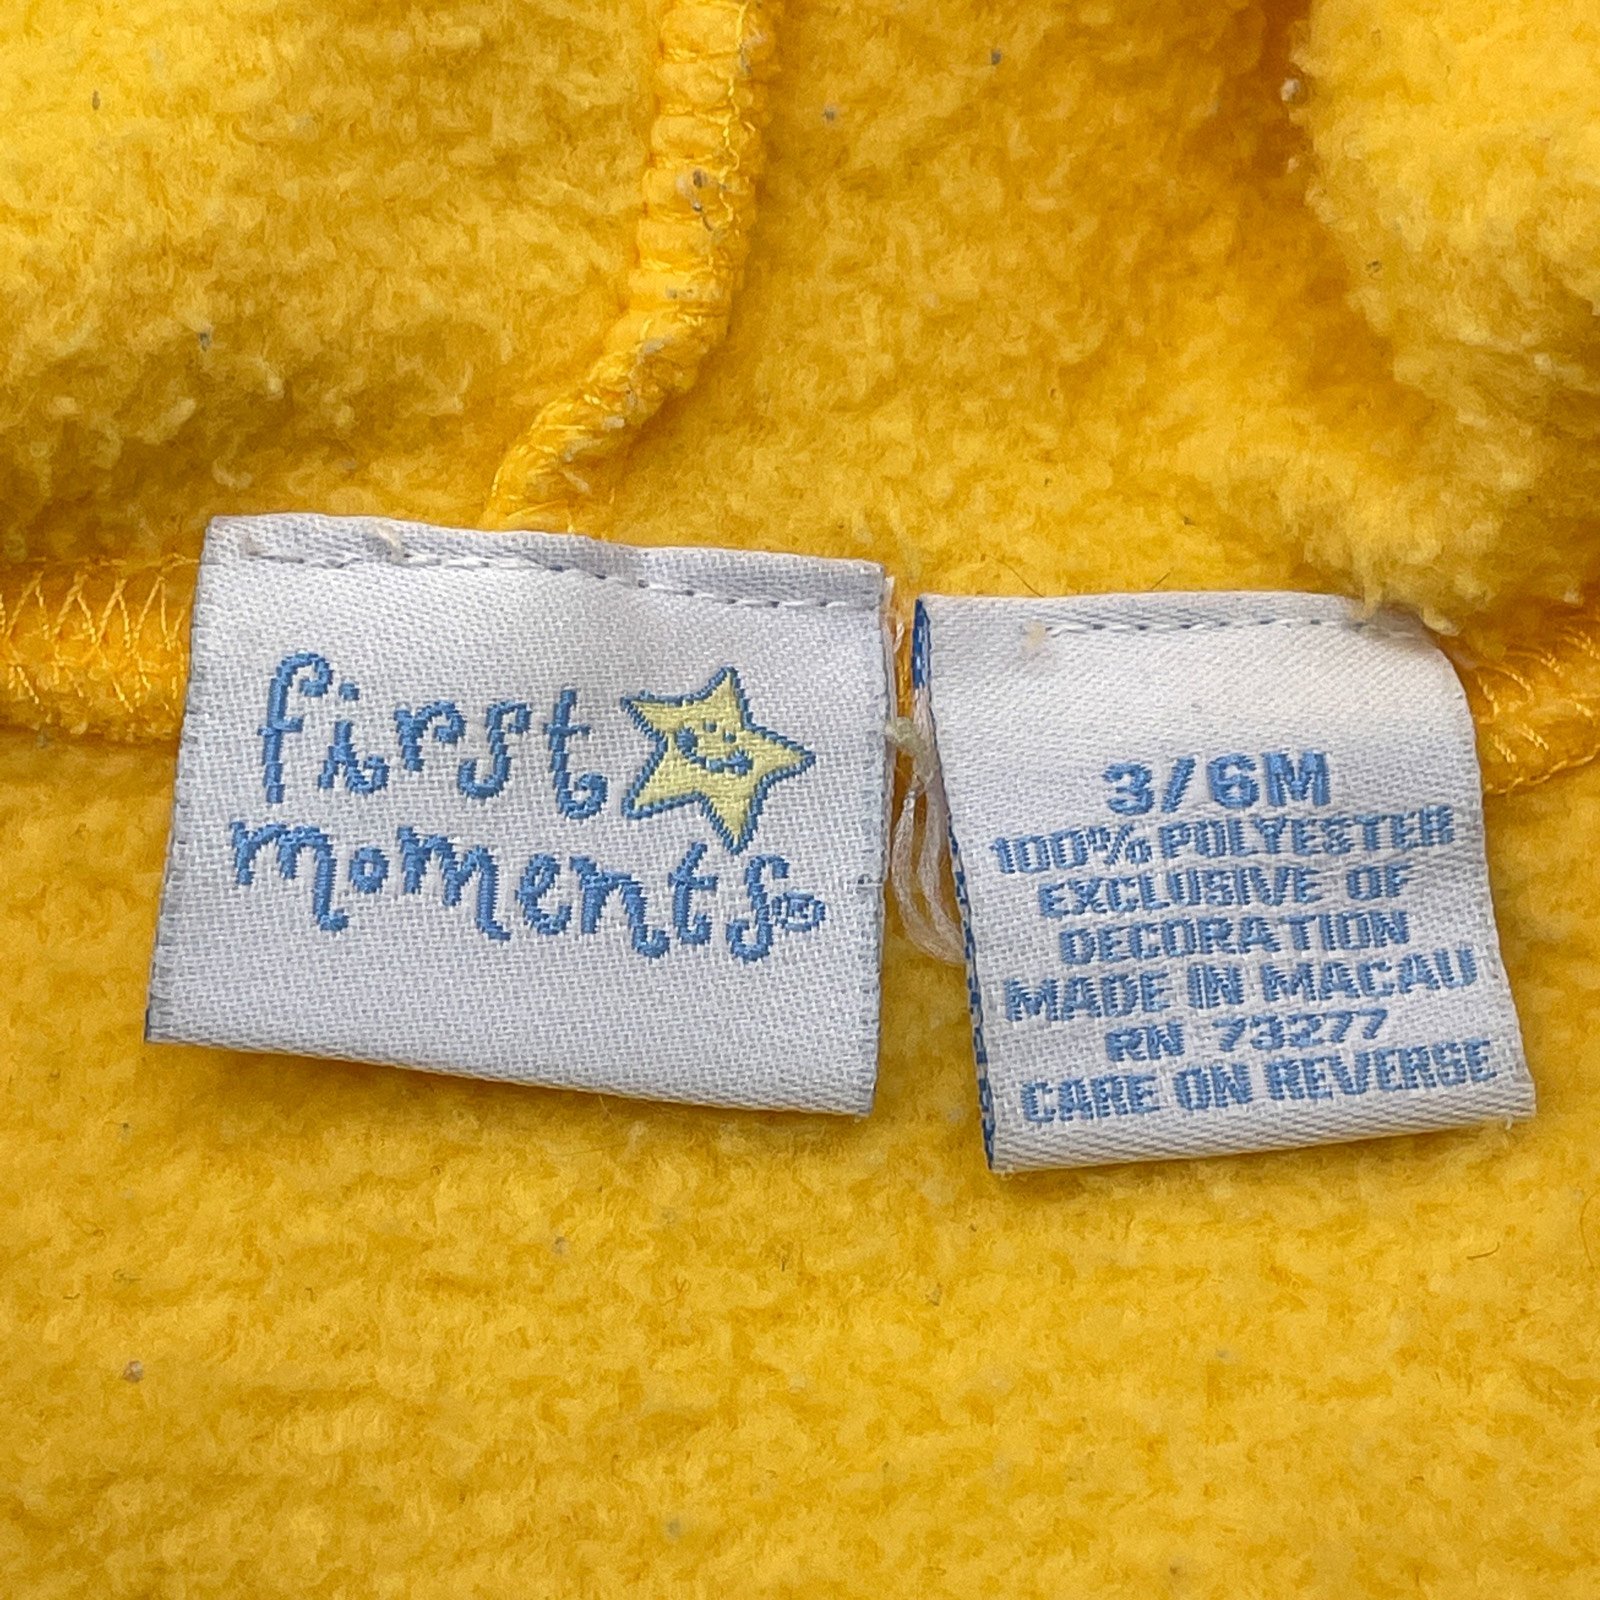 first
moments®
3/6M
100% POLYESTER
EXCLUSIVE OF
DECORATION
MADE IN MACAU
RN 73277
CARE ON REVERSE